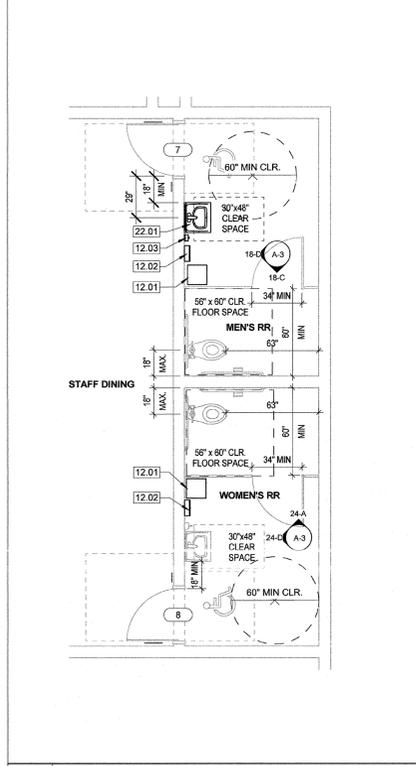 7
60" MIN CLR.
29"
18"
MIN
22.01
30"x48"
CLEAR
SPACE
12.03
12.02
12.01
18-D
A-3
18-C
34" MIN
56" x 60" CLR.
FLOOR SPACE
MEN'S RR
60"
MIN
63"
18"
MAX.
STAFF DINING
18"
MAX.
63"
60"
MIN
56" x 60" CLR.
FLOOR SPACE
34" MIN
12.01
12.02
WOMEN'S RR
24-A
24-D
A-3
30"x48"
CLEAR
SPACE
18" MIN
60" MIN CLR.
8